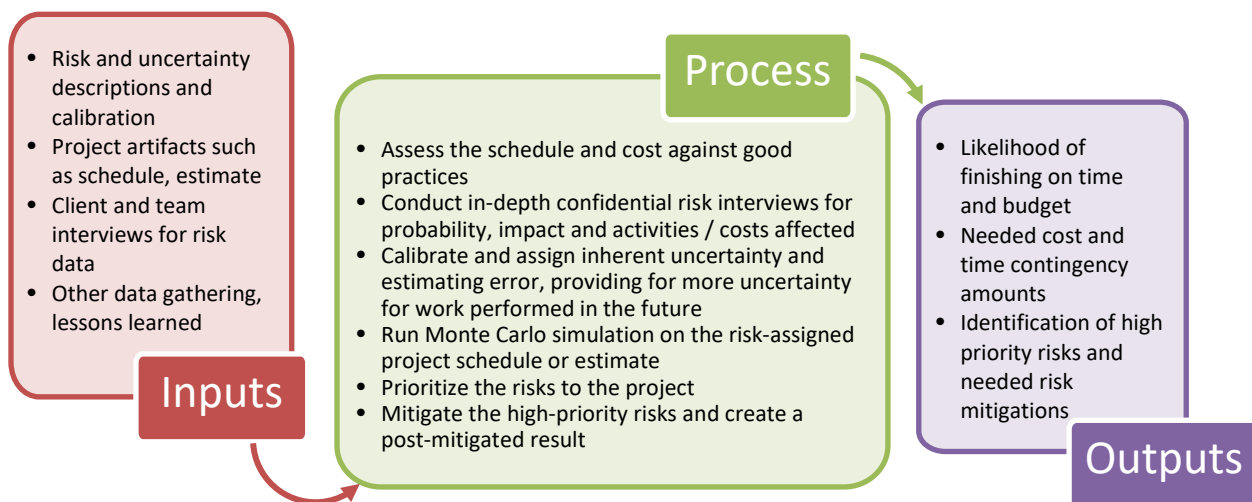 • Risk and uncertainty
descriptions and
calibration
• Project artifacts such
as schedule, estimate
• Client and team
interviews for risk
data
• Other data gathering,
lessons learned
Inputs
Process
• Assess the schedule and cost against good
practices
• Conduct in-depth confidential risk interviews for
probability, impact and activities / costs affected
• Calibrate and assign inherent uncertainty and
estimating error, providing for more uncertainty
for work performed in the future
• Run Monte Carlo simulation on the risk-assigned
project schedule or estimate
• Prioritize the risks to the project
• Mitigate the high-priority risks and create a
post-mitigated result
• Likelihood of
finishing on time
and budget
• Needed cost and
time contingency
amounts
• Identification of high
priority risks and
needed risk
mitigations
Outputs